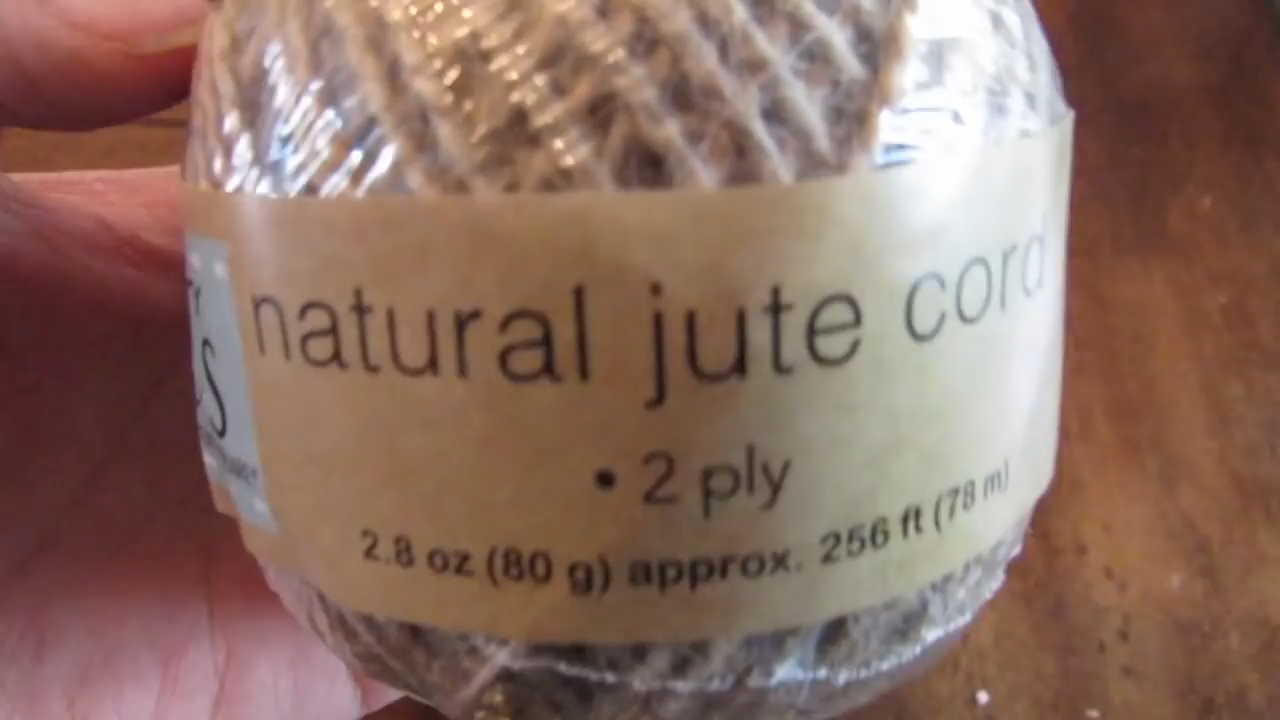 natural jute cord
• 2 ply
2.8 oz (80 g) approx. 256 ft (78 m)